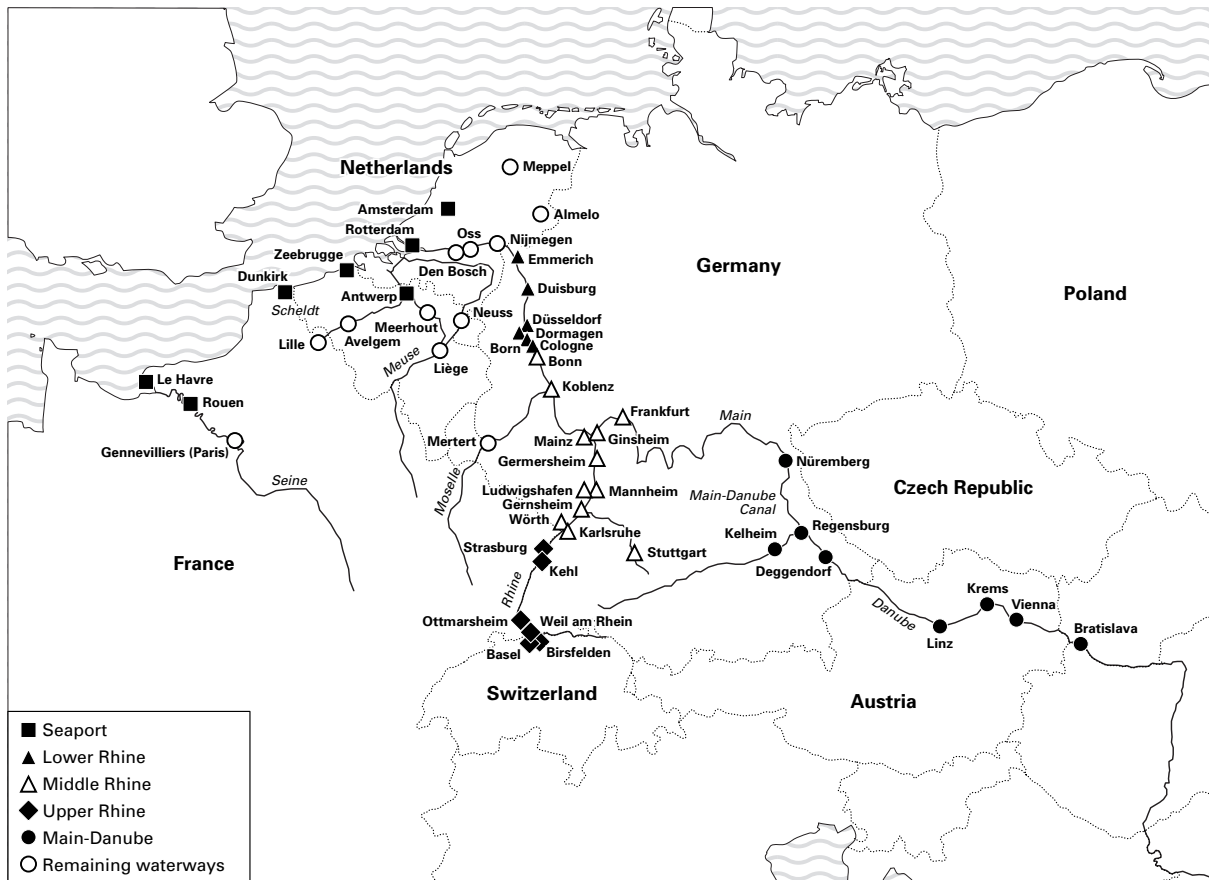 Netherlands
Meppel
Amsterdam
Almelo
Rotterdam
Oss
Nijmegen
Zeebrugge
Emmerich
Den Bosch
Germany
Dunkirk
Duisburg
Poland
Antwerp
Scheldt
Neuss
Düsseldorf
Meerhout
Dormagen
Lille
Avelgem
Born
Cologne
Meuse
Bonn
Liège
Le Havre
Koblenz
Rouen
Frankfurt
Main
Mertert
Mainz
Ginsheim
Gennevilliers (Paris)
Germersheim
Nüremberg
Seine
Moselle
Ludwigshafen
Mannheim
Main-Danube
Canal
Czech Republic
Gernsheim
Wörth
Karlsruhe
Regensburg
Kelheim
Strasburg
Stuttgart
France
Kehl
Deggendorf
Rhine
Krems
Danube
Vienna
Ottmarsheim
Weil am Rhein
Linz
Bratislava
Basel
Birsfelden
Switzerland
Austria
Seaport
Lower Rhine
Middle Rhine
Upper Rhine
Main-Danube
Remaining waterways